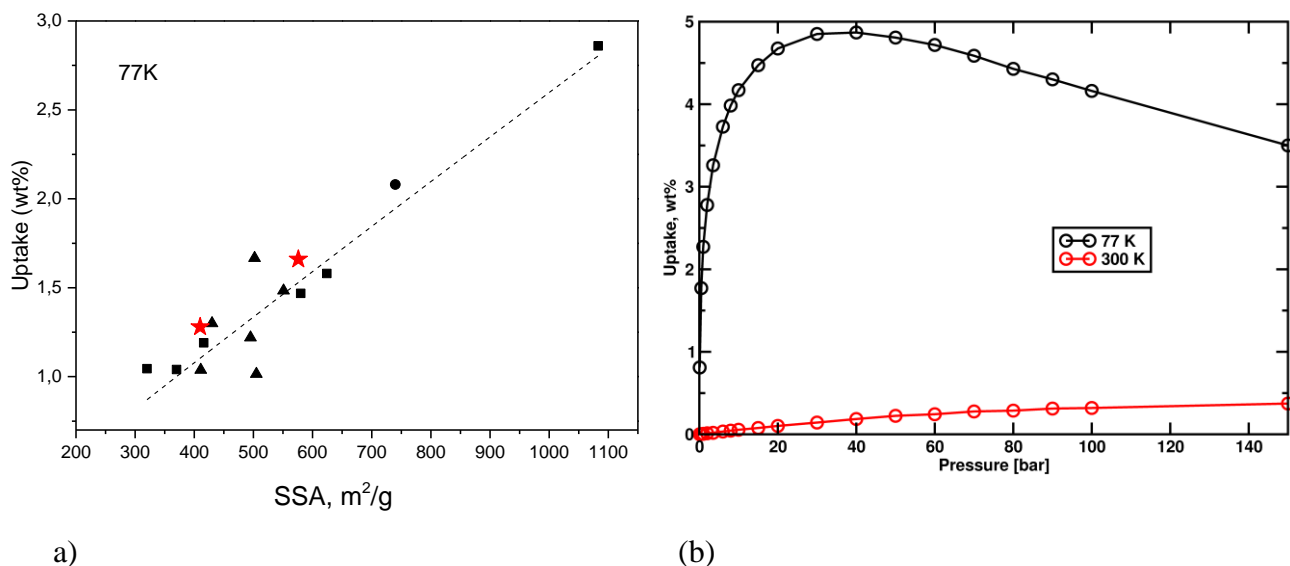 77K
Uptake (wt%)
3,0
2,5
2,0
1,5
1,0
200 300 400 500 600 700 800 900 1000 1100
SSA, m²/g
a)
Uptake, wt%
5
4
3
2
1
0
77 K
300 K
0 20 40 60 80 100 120 140
Pressure [bar]
(b)